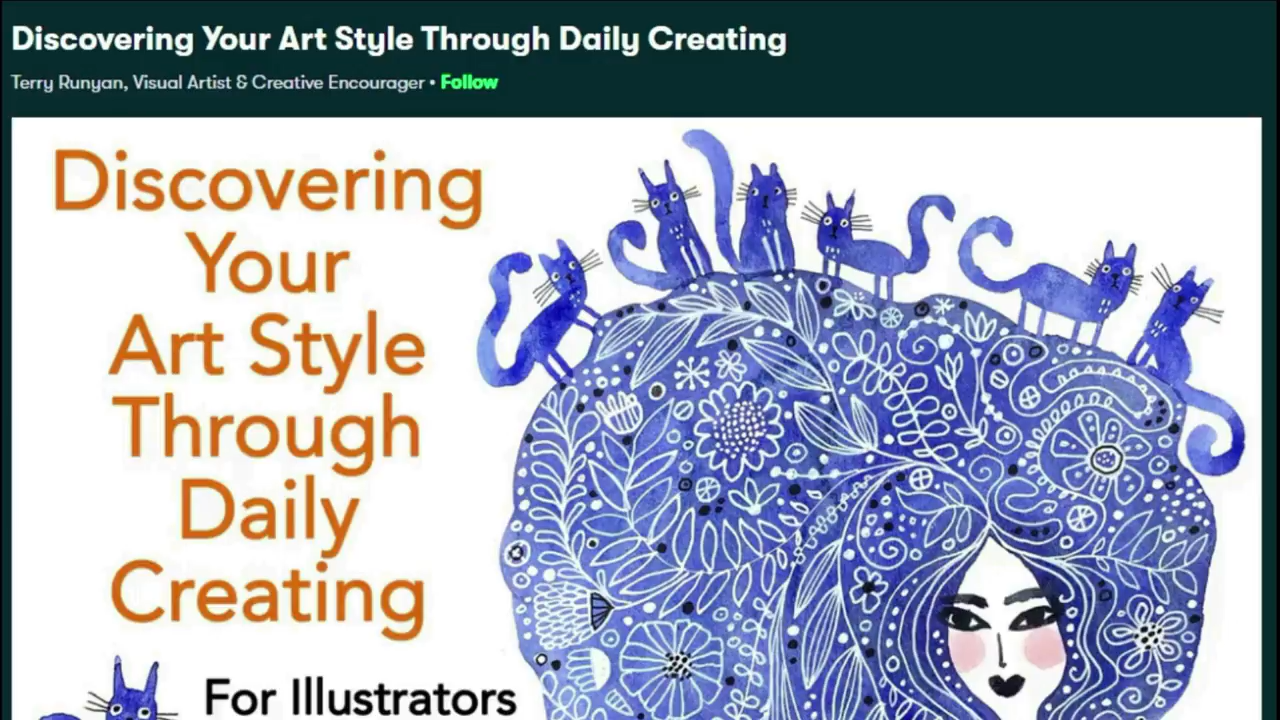 Discovering Your Art Style Through Daily Creating
Terry Runyan, Visual Artist & Creative Encourager • Follow
Discovering
Your
Art Style
Through
Daily
Creating
For Illustrators